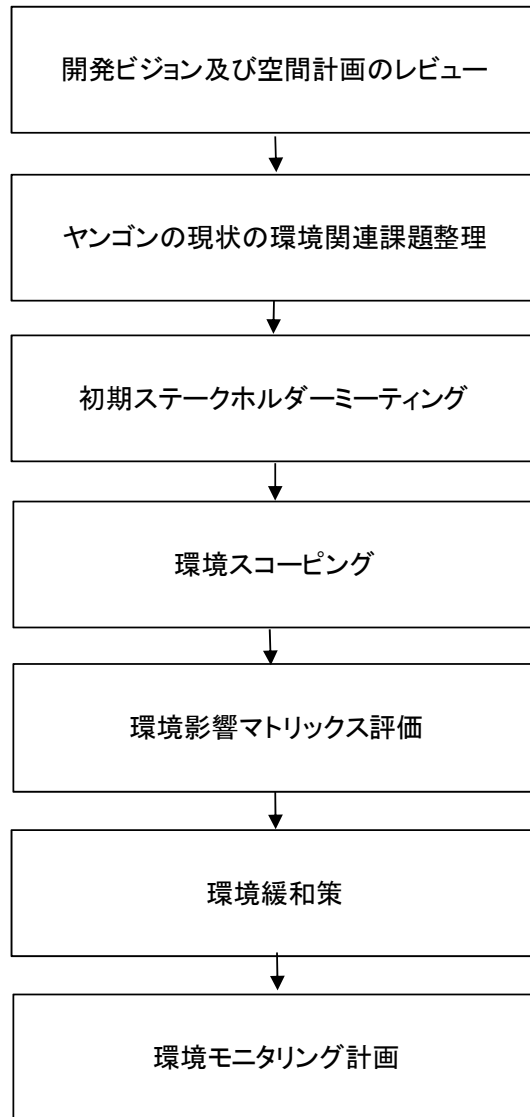 開発ビジョン及び空間計画のレビュー
ヤンゴンの現状の環境関連課題整理
初期ステークホルダーミーティング
環境スコーピング
環境影響マトリックス評価
環境緩和策
環境モニタリング計画